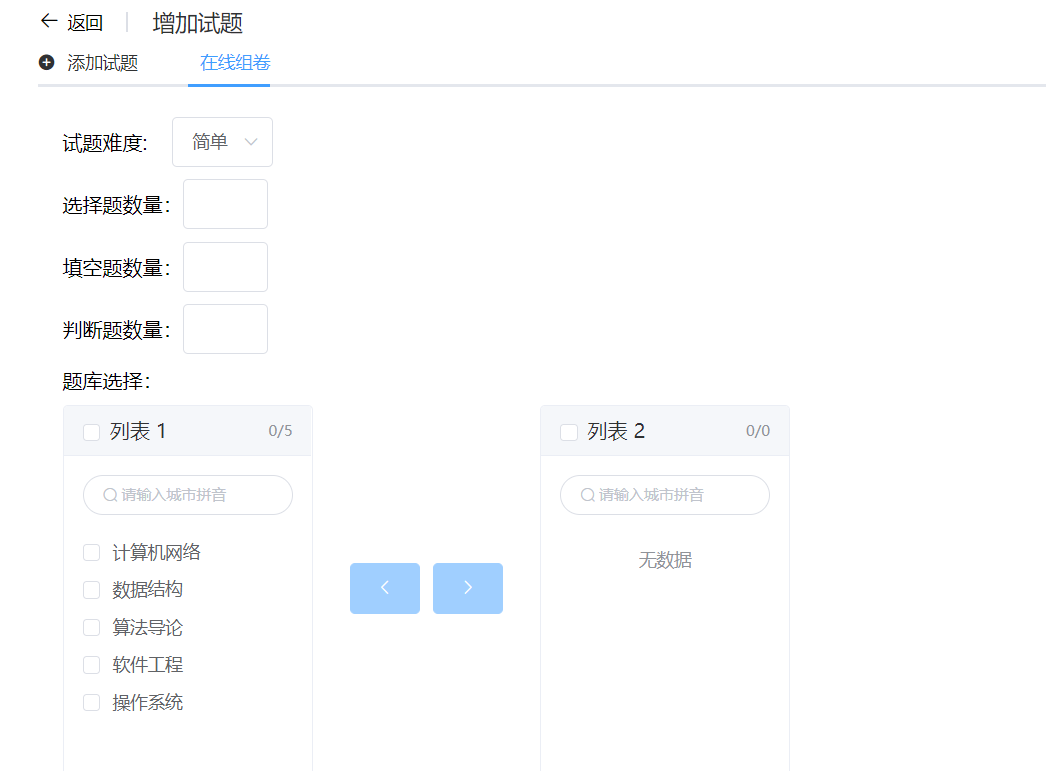 返回 增加试题
添加试题 在线组卷
试题难度: 简单
选择题数量：
填空题数量：
判断题数量：
题库选择：
列表 1 0/5
请输入城市拼音
计算机网络
数据结构
算法导论
软件工程
操作系统
列表 2 0/0
请输入城市拼音
无数据